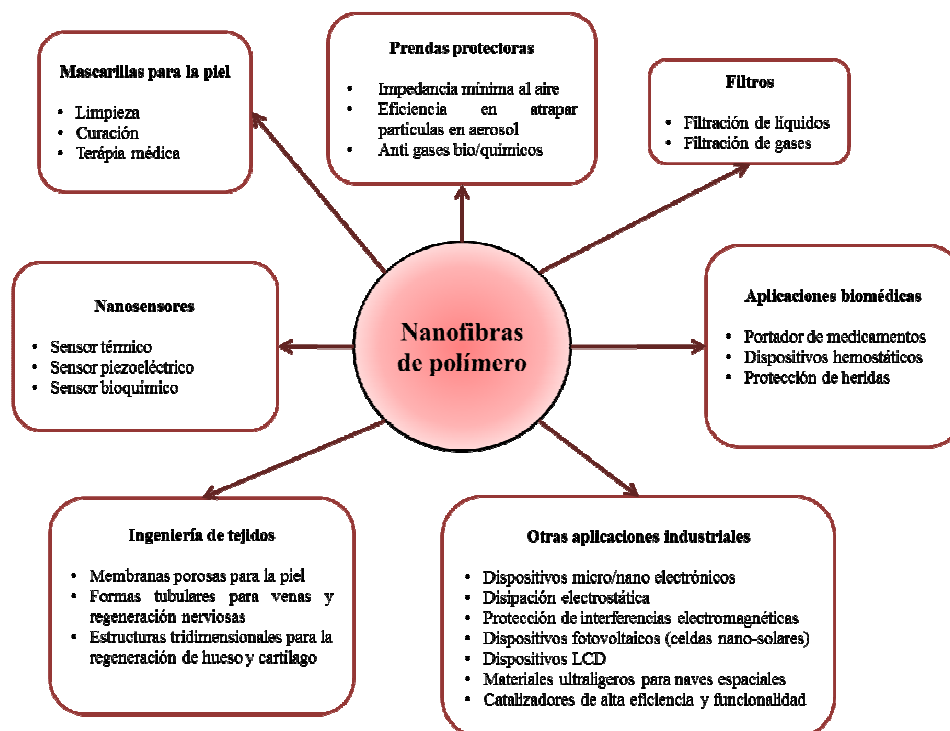 Mascarillas para la piel
• Limpieza
• Curación
• Terápia médica
Prendas protectoras
• Impedancia mínima al aire
• Eficiencia en atrapar
partículas en aerosol
• Anti gases bio/químicos
Filtros
• Filtración de líquidos
• Filtración de gases
Nanosensores
• Sensor térmico
• Sensor piezoeléctrico
• Sensor bioquímico
Nanofibras
de polímero
Aplicaciones biomédicas
• Portador de medicamentos
• Dispositivos hemostáticos
• Protección de heridas
Ingeniería de tejidos
• Membranas porosas para la piel
• Formas tubulares para venas y
regeneración nerviosas
• Estructuras tridimensionales para la
regeneración de hueso y cartílago
Otras aplicaciones industriales
• Dispositivos micro/nano electrónicos
• Disipación electrostática
• Protección de interferencias electromagnéticas
• Dispositivos fotovoltaicos (celdas nano-solares)
• Dispositivos LCD
• Materiales ultraligeros para naves espaciales
• Catalizadores de alta eficiencia y funcionalidad